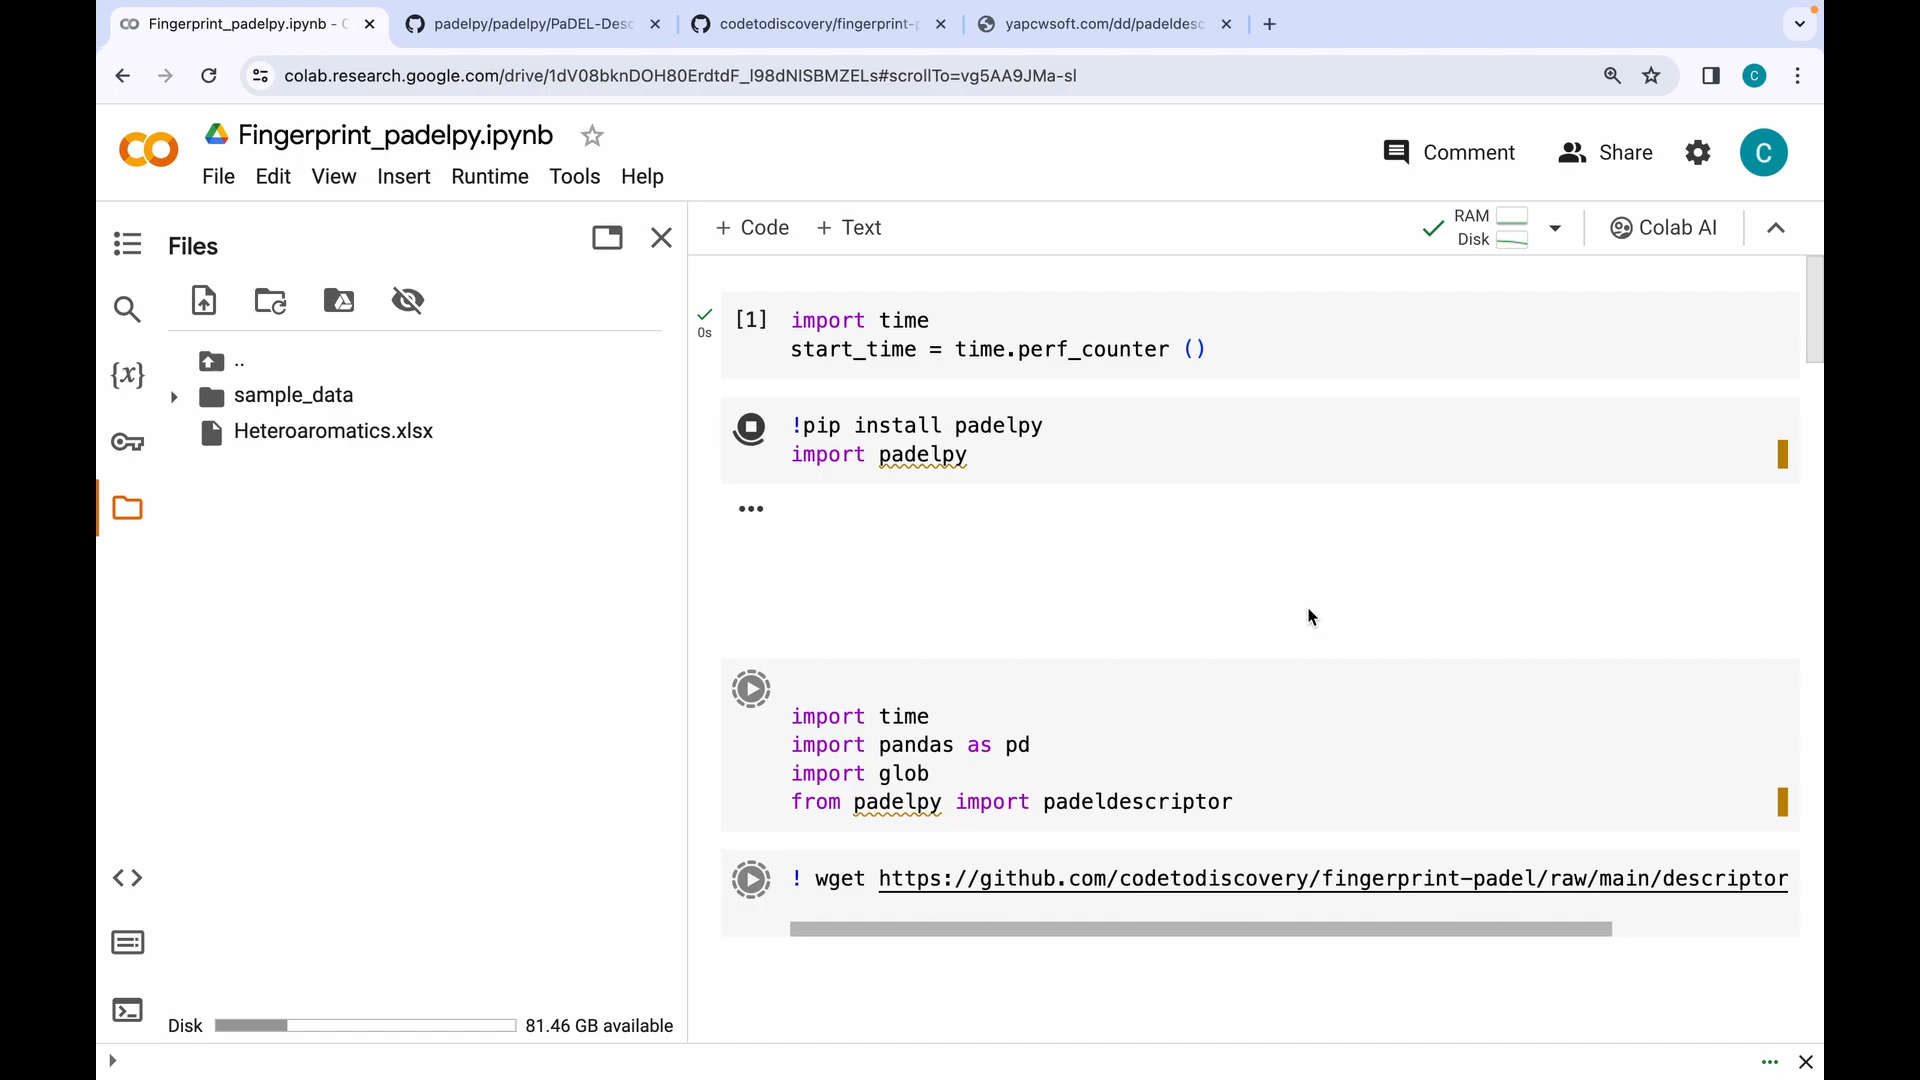 Fingerprint_padelpy.ipynb - C
padelpy/padelpy/PaDEL-Desc
codetodiscovery/fingerprint-p
yapcwsoft.com/dd/padeldesc
colab.research.google.com/drive/1dV08bknDOH80ErdtdF_l98dNISBMZELs#scrollTo=vg5AA9JMa-sl
C
Fingerprint_padelpy.ipynb
File Edit View Insert Runtime Tools Help
Comment
Share
C
Files
+ Code + Text
RAM
Disk
Colab AI
..
sample_data
Heteroaromatics.xlsx
0s
[1] import time
start_time = time.perf_counter ()
!pip install padelpy
import padelpy
import time
import pandas as pd
import glob
from padelpy import padeldescriptor
! wget https://github.com/codetodiscovery/fingerprint-padel/raw/main/descriptor
Disk 81.46 GB available